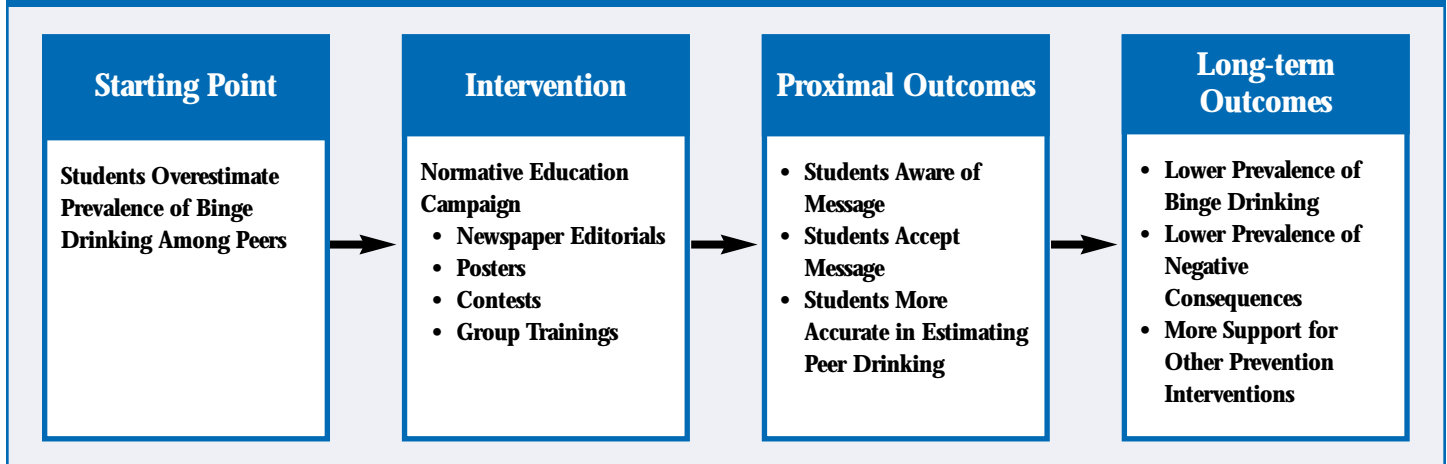 Starting Point
Students Overestimate
Prevalence of Binge
Drinking Among Peers
Intervention
Normative Education
Campaign
• Newspaper Editorials
• Posters
• Contests
• Group Trainings
Proximal Outcomes
• Students Aware of
Message
• Students Accept
Message
• Students More
Accurate in Estimating
Peer Drinking
Long-term
Outcomes
• Lower Prevalence of
Binge Drinking
• Lower Prevalence of
Negative
Consequences
• More Support for
Other Prevention
Interventions